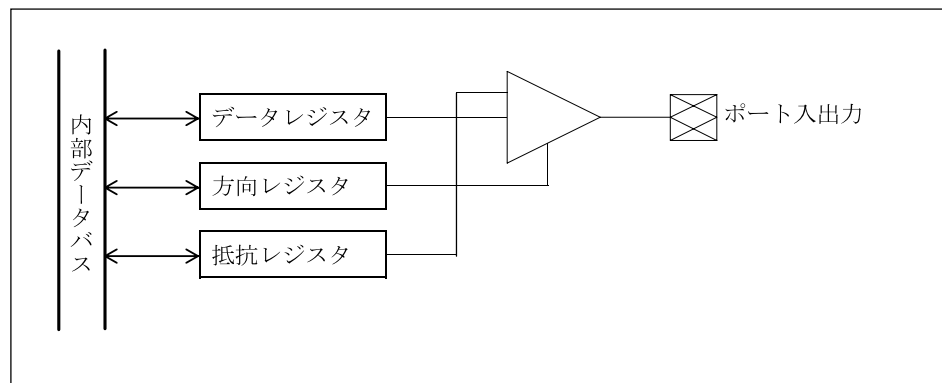 内部データバス
データレジスタ
方向レジスタ
抵抗レジスタ
ポート入出力